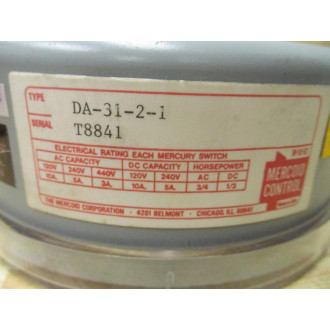 TYPE
DA-31-2-1
SERIAL
T8841
ELECTRICAL RATING EACH MERCURY SWITCH
AC CAPACITY DC CAPACITY HORSEPOWER
120V 240V 440V 120V 240V AC DC
10A. 5A. 3A. 10A. 5A. 3/4 1/2
MERCOID
CONTROL
THE MERCOID CORPORATION • 4201 BELMONT • CHICAGO, ILL. 60641